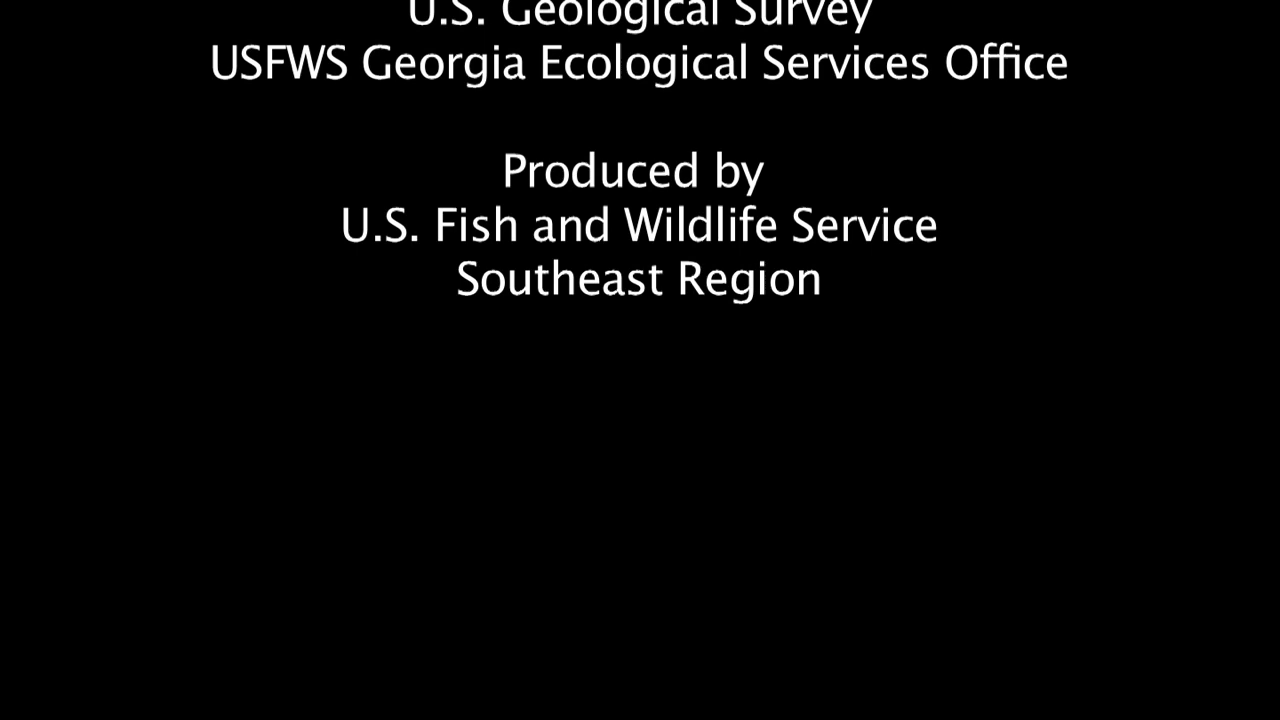 U.S. Geological Survey
USFWS Georgia Ecological Services Office
Produced by
U.S. Fish and Wildlife Service
Southeast Region